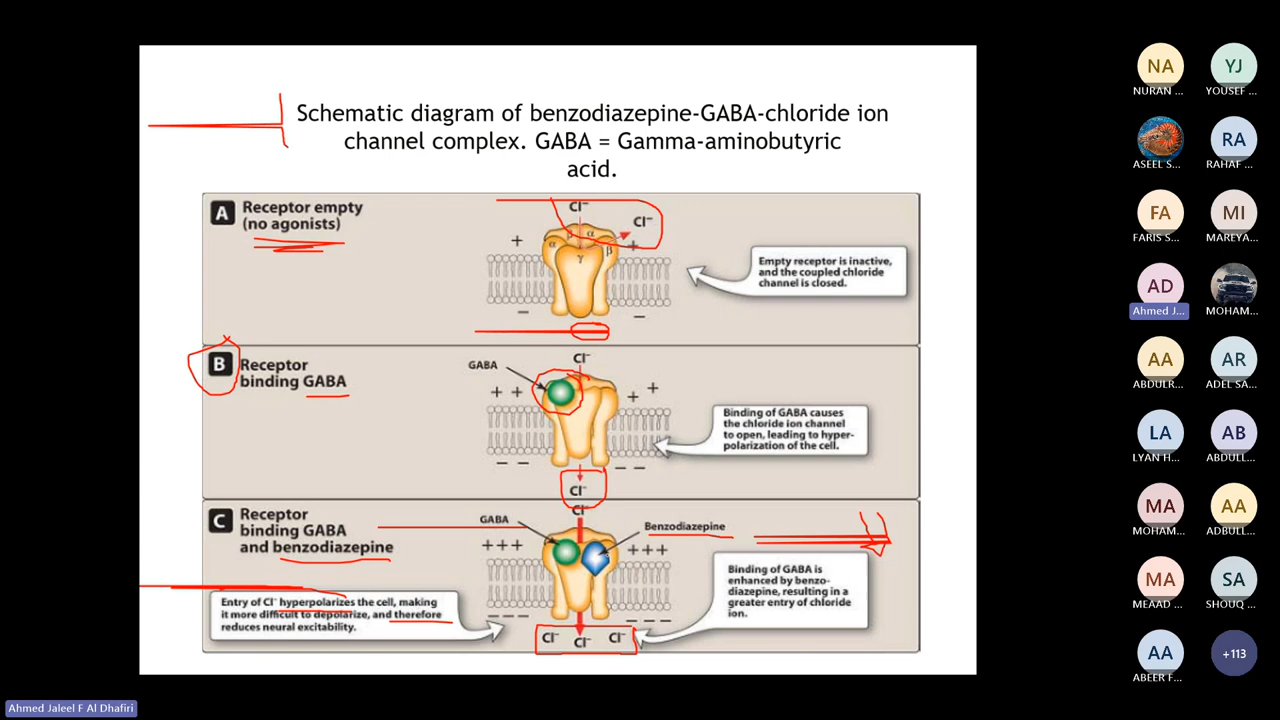 Schematic diagram of benzodiazepine-GABA-chloride ion
channel complex. GABA = Gamma-aminobutyric
acid.
A
Receptor empty
(no agonists)
Cl⁻
Cl⁻
+
+
α
β
α
β
γ
−
−
Empty receptor is inactive,
and the coupled chloride
channel is closed.
B
Receptor
binding GABA
GABA
Cl⁻
+ +
+ +
− −
− −
Cl⁻
Binding of GABA causes
the chloride ion channel
to open, leading to hyper-
polarization of the cell.
C
Receptor
binding GABA
and benzodiazepine
GABA
Cl⁻
Benzodiazepine
+++
+++
− − −
− − −
Cl⁻ Cl⁻ Cl⁻
Entry of Cl⁻ hyperpolarizes the cell, making
it more difficult to depolarize, and therefore
reduces neural excitability.
Binding of GABA is
enhanced by benzo-
diazepine, resulting in a
greater entry of chloride
ion.
NA
NURAN ...
YJ
YOUSEF ...
ASEEL S...
RA
RAHAF ...
FA
FARIS S...
MI
MAREYA...
AD
Ahmed J...
MOHAM...
AA
ABDULR...
AR
ADEL SA...
LA
LYAN H...
AB
ABDULL...
MA
MOHAM...
AA
ADBULL...
MA
MEAAD ...
SA
SHOUQ ...
AA
ABEER F...
+113
Ahmed Jaleel F Al Dhafiri